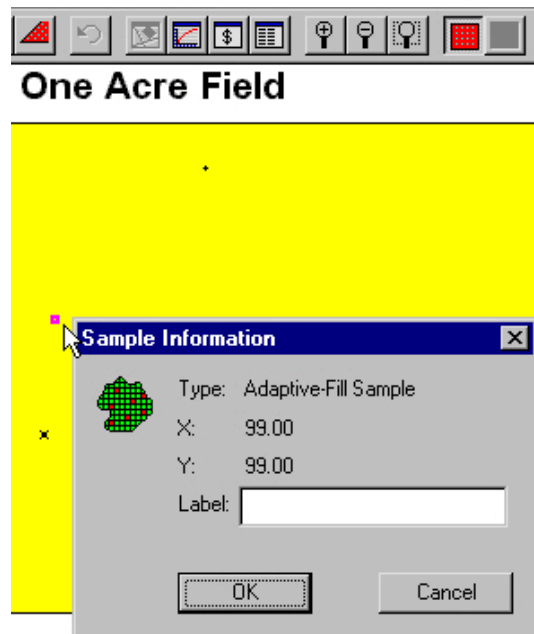 $
One Acre Field
Sample Information
Type: Adaptive-Fill Sample
X: 99.00
Y: 99.00
Label:
OK Cancel